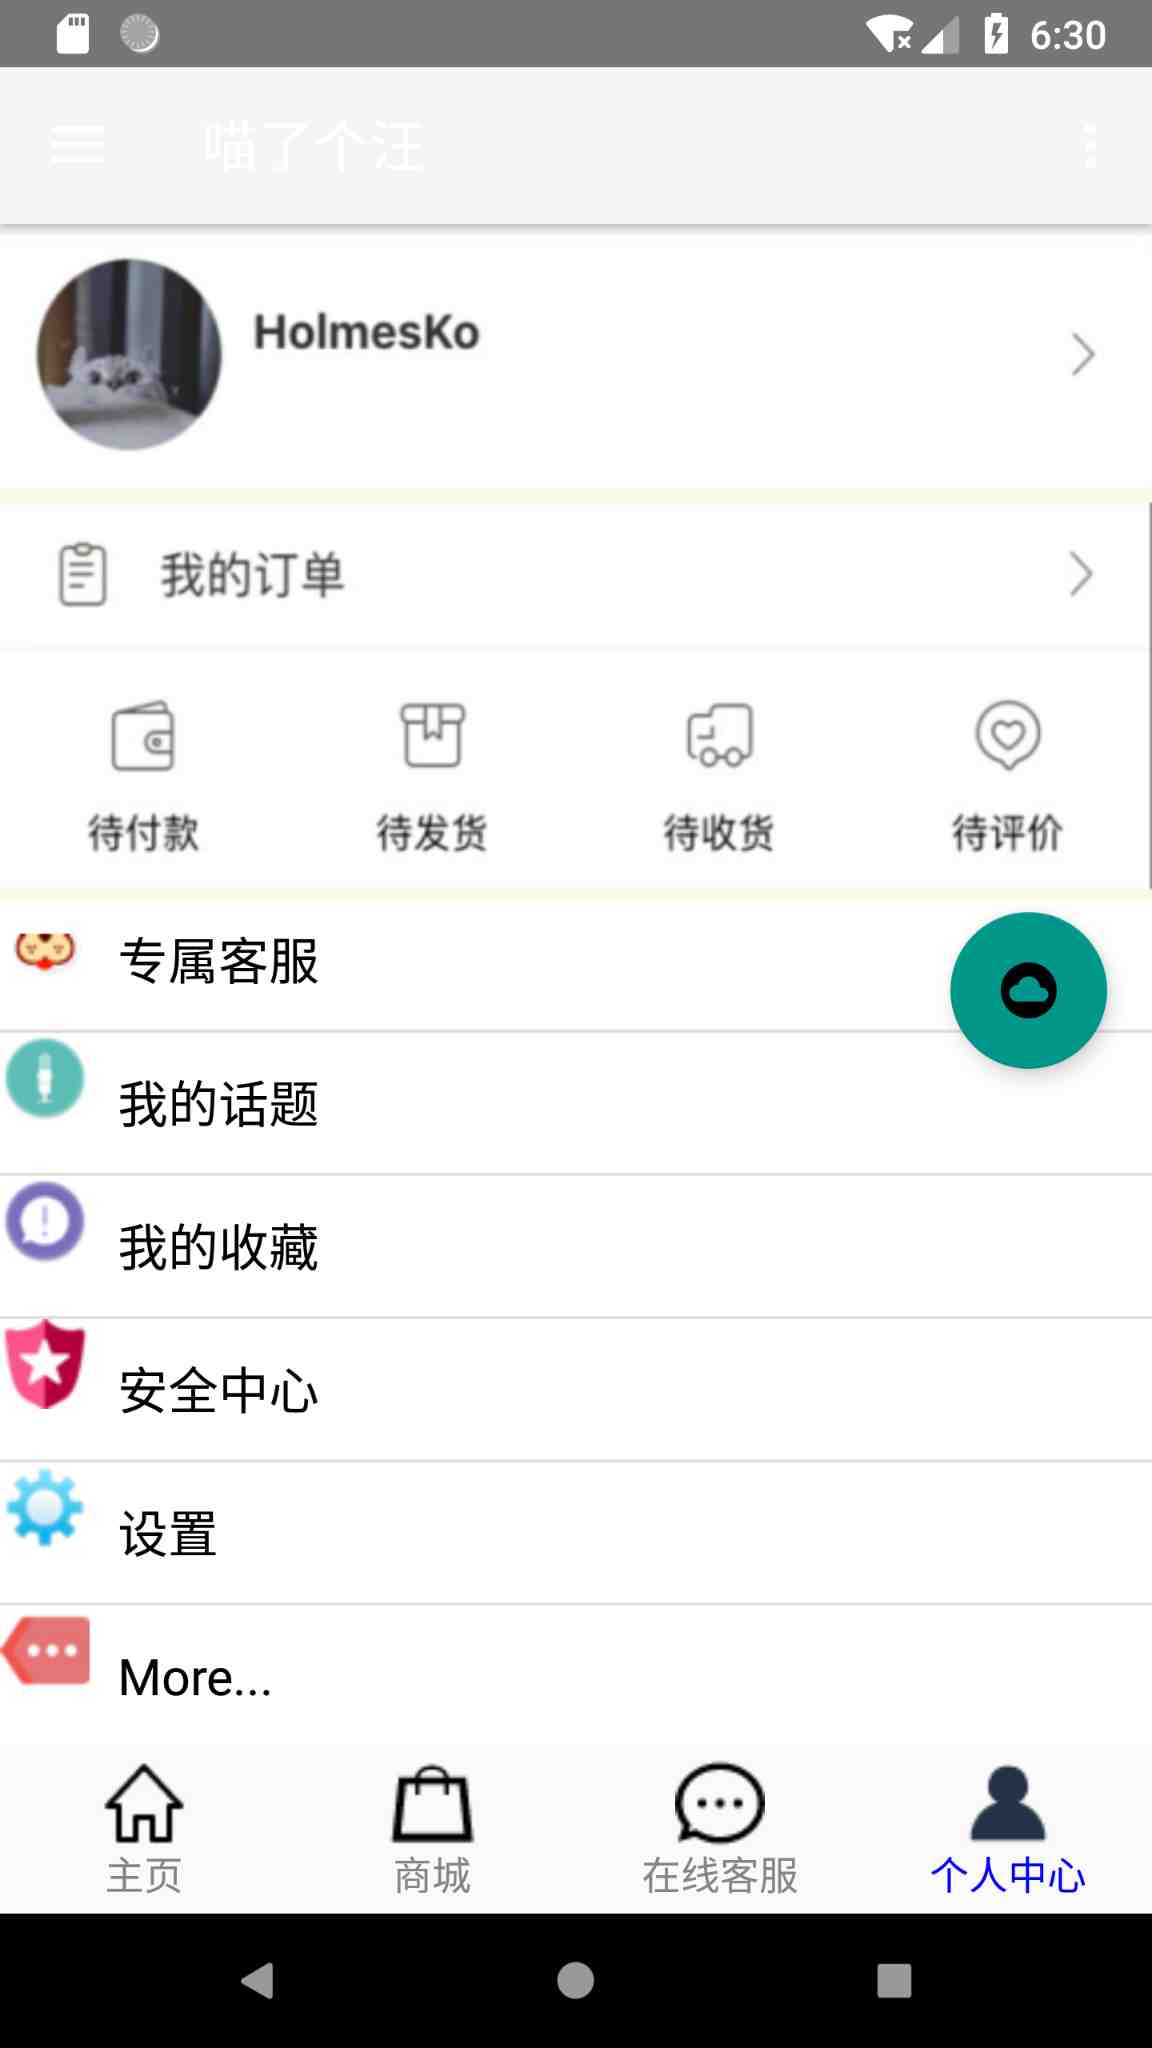 6:30
喵了个汪
HolmesKo
我的订单
待付款 待发货 待收货 待评价
专属客服
我的话题
我的收藏
安全中心
设置
More...
主页 商城 在线客服 个人中心